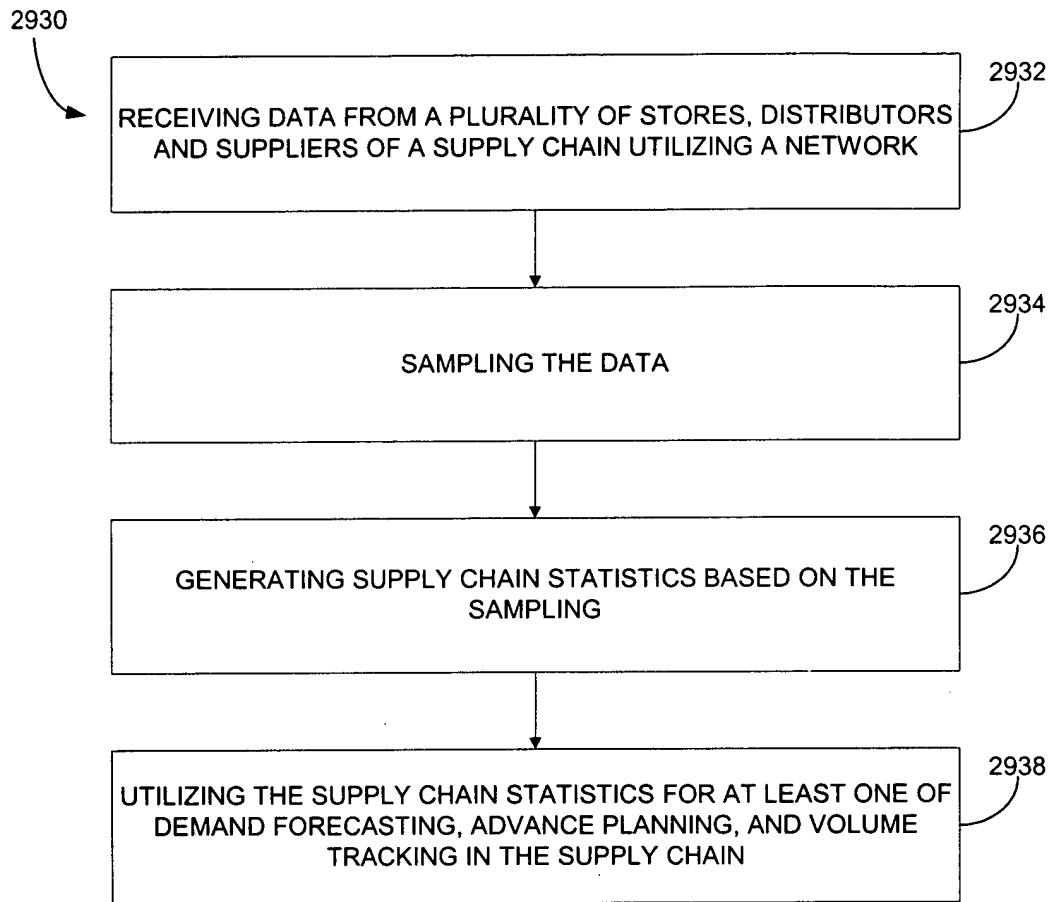 2930
2932
RECEIVING DATA FROM A PLURALITY OF STORES, DISTRIBUTORS
AND SUPPLIERS OF A SUPPLY CHAIN UTILIZING A NETWORK
2934
SAMPLING THE DATA
2936
GENERATING SUPPLY CHAIN STATISTICS BASED ON THE
SAMPLING
2938
UTILIZING THE SUPPLY CHAIN STATISTICS FOR AT LEAST ONE OF
DEMAND FORECASTING, ADVANCE PLANNING, AND VOLUME
TRACKING IN THE SUPPLY CHAIN